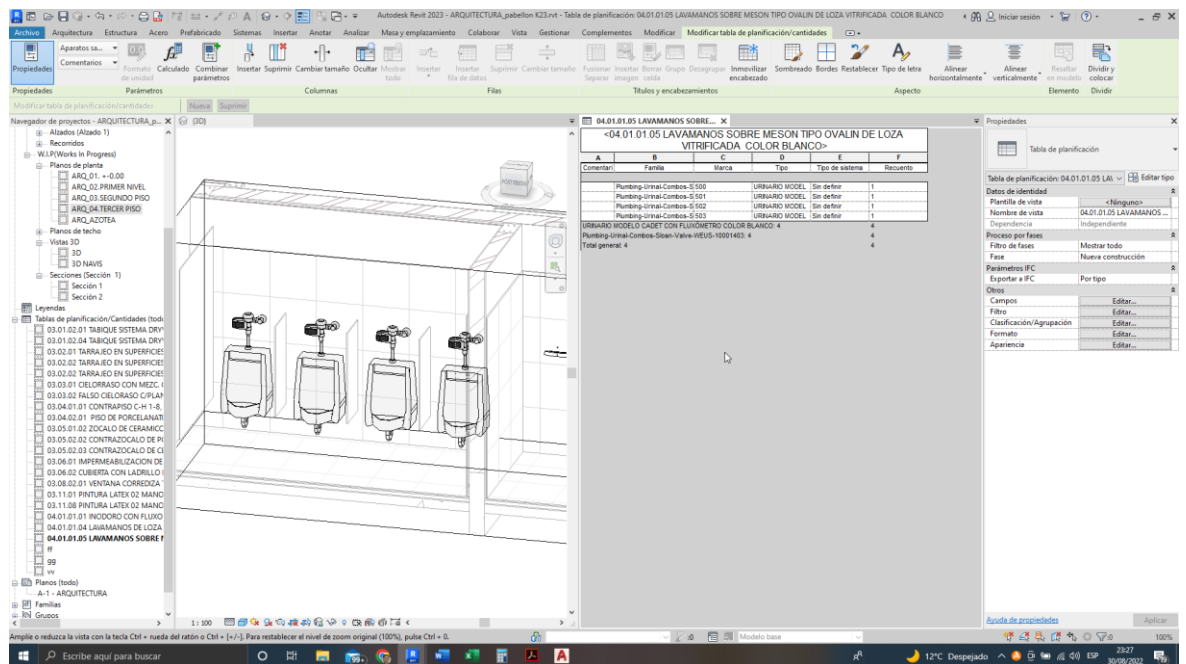 Autodesk Revit 2023 - ARQUITECTURA_pabellon K23.rvt - Tabla de planificación: 04.01.01.05 LAVAMANOS SOBRE MESON TIPO OVALIN DE LOZA VITRIFICADA COLOR BLANCO
Iniciar sesión
Archivo Arquitectura Estructura Acero Prefabricado Sistemas Insertar Anotar Analizar Masa y emplazamiento Colaborar Vista Gestionar Complementos Modificar Modificar tabla de planificación/cantidades
Aparatos sa...
Comentarios
Propiedades
Formato de unidad
Calculado
Combinar parámetros
Insertar Suprimir Cambiar tamaño Ocultar Mostrar todo
Insertar
Insertar fila de datos
Suprimir Cambiar tamaño
Fusionar Separar
Insertar imagen
Borrar celda
Grupo Desagrupar
Inmovilizar encabezado
Sombreado Bordes Restablecer Tipo de letra
Alinear horizontalmente
Alinear verticalmente
Resaltar en modelo
Dividir y colocar
Propiedades Parámetros Columnas Filas Títulos y encabezamientos Aspecto Elemento Dividir
Modificar tabla de planificación/cantidades Nueva Suprimir
Navegador de proyectos - ARQUITECTURA_p...
Alzados (Alzado 1)
Recorridos
W.I.P(Works In Progress)
Planos de planta
ARQ_01. +-0.00
ARQ_02.PRIMER NIVEL
ARQ_03.SEGUNDO PISO
ARQ_04.TERCER PISO
ARQ_AZOTEA
Planos de techo
Vistas 3D
3D
3D NAVIS
Secciones (Sección 1)
Sección 1
Sección 2
Leyendas
Tablas de planificación/Cantidades (todo
03.01.02.01 TABIQUE SISTEMA DRY
03.01.02.04 TABIQUE SISTEMA DRY
03.02.01 TARRAJEO EN SUPERFICIES
03.02.02 TARRAJEO EN SUPERFICIES
03.02.02 TARRAJEO EN SUPERFICIES
03.03.01 CIELORRASO CON MEZC.
03.03.02 FALSO CIELORASO C/PLAN
03.04.01.01 CONTRAPISO C-H 1-8,
03.04.02.01 PISO DE PORCELANAT
03.05.01.02 ZOCALO DE CERAMICO
03.05.02.02 CONTRAZOCALO DE P
03.05.02.03 CONTRAZOCALO DE CE
03.06.01 IMPERMEABILIZACION DE
03.06.02 CUBIERTA CON LADRILLO
03.08.02.01 VENTANA CORREDIZA
03.11.01 PINTURA LATEX 02 MANO
03.11.08 PINTURA LATEX 02 MANO
04.01.01.01 INODORO CON FLUXO
04.01.01.04 LAVAMANOS DE LOZA
04.01.01.05 LAVAMANOS SOBRE
ff
gg
vv
Planos (todo)
A-1 - ARQUITECTURA
Familias
Grupos
{3D}
1 : 100
04.01.01.05 LAVAMANOS SOBRE...
<04.01.01.05 LAVAMANOS SOBRE MESON TIPO OVALIN DE LOZA
VITRIFICADA COLOR BLANCO>
A B C D E F
Comentari Familia Marca Tipo Tipo de sistema Recuento
Plumbing-Urinal-Combos-S 500 URINARIO MODEL Sin definir 1
Plumbing-Urinal-Combos-S 501 URINARIO MODEL Sin definir 1
Plumbing-Urinal-Combos-S 502 URINARIO MODEL Sin definir 1
Plumbing-Urinal-Combos-S 503 URINARIO MODEL Sin definir 1
URINARIO MODELO CADET CON FLUXÓMETRO COLOR BLANCO: 4 4
Plumbing-Urinal-Combos-Sloan-Valve-WEUS-10001403: 4 4
Total general: 4 4
Propiedades
Tabla de planificación
Tabla de planificación: 04.01.01.05 LA Editar tipo
Datos de identidad
Plantilla de vista <Ninguno>
Nombre de vista 04.01.01.05 LAVAMANOS ...
Dependencia Independiente
Proceso por fases
Filtro de fases Mostrar todo
Fase Nueva construcción
Parámetros IFC
Exportar a IFC Por tipo
Otros
Campos Editar...
Filtro Editar...
Clasificación/Agrupación Editar...
Formato Editar...
Apariencia Editar...
Ayuda de propiedades Aplicar
Amplíe o reduzca la vista con la tecla Ctrl + rueda del ratón o Ctrl + [+/-]. Para restablecer el nivel de zoom original (100%), pulse Ctrl + 0.
:0 Modelo base :0 100%
Escribe aquí para buscar
12°C Despejado
ESP
23:27
30/08/2022